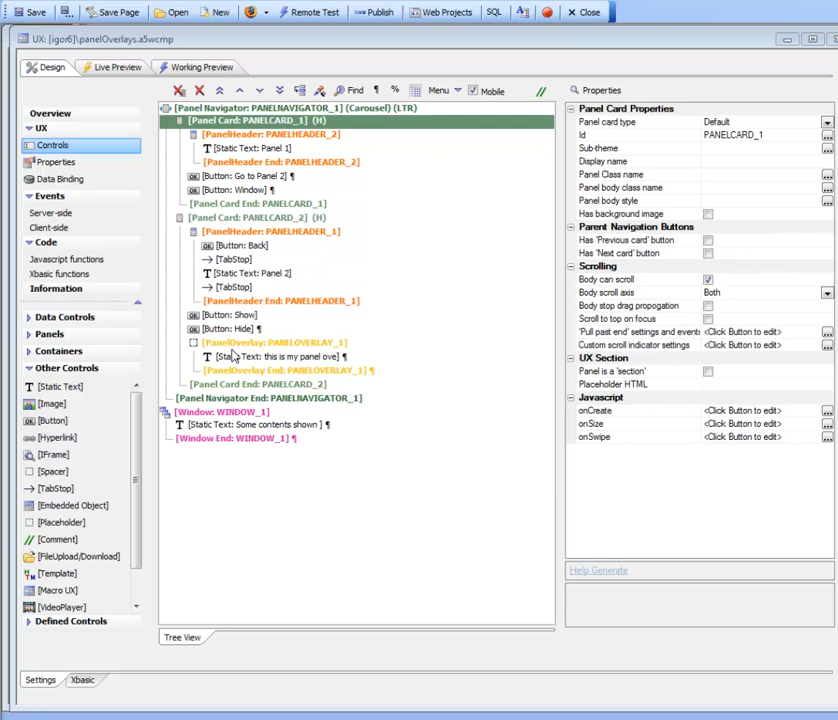 Save Save Page Open New Remote Test Publish Web Projects SQL Close
UX: [igor6]\panelOverlays.a5wcmp
Design Live Preview Working Preview
Find ¶ % Menu Mobile //
Overview
UX
Controls
Properties
Data Binding
Events
Server-side
Client-side
Code
Javascript functions
Xbasic functions
Information
Data Controls
Panels
Containers
Other Controls
T [Static Text]
[Image]
[Button]
[Hyperlink]
[IFrame]
[Spacer]
[TabStop]
[Embedded Object]
[Placeholder]
// [Comment]
[FileUpload/Download]
[Template]
[Macro UX]
[VideoPlayer]
Defined Controls
[Panel Navigator: PANELNAVIGATOR_1] (Carousel) (LTR)
[Panel Card: PANELCARD_1] (H)
[PanelHeader: PANELHEADER_2]
T [Static Text: Panel 1]
[PanelHeader End: PANELHEADER_2]
OK [Button: Go to Panel 2] ¶
OK [Button: Window] ¶
[Panel Card End: PANELCARD_1]
[Panel Card: PANELCARD_2] (H)
[PanelHeader: PANELHEADER_1]
OK [Button: Back]
[TabStop]
T [Static Text: Panel 2]
[TabStop]
[PanelHeader End: PANELHEADER_1]
OK [Button: Show]
OK [Button: Hide] ¶
[PanelOverlay: PANELOVERLAY_1]
T [Static Text: this is my panel ove] ¶
[PanelOverlay End: PANELOVERLAY_1] ¶
[Panel Card End: PANELCARD_2]
[Panel Navigator End: PANELNAVIGATOR_1]
[Window: WINDOW_1]
T [Static Text: Some contents shown ] ¶
[Window End: WINDOW_1] ¶
Tree View
Settings Xbasic
Properties
Panel Card Properties
Panel card type Default
Id PANELCARD_1
Sub-theme
Display name
Panel Class name
Panel body class name
Panel body style
Has background image
Parent Navigation Buttons
Has 'Previous card' button
Has 'Next card' button
Scrolling
Body can scroll
Body scroll axis Both
Body stop drag propogation
Scroll to top on focus
'Pull past end' settings and event: <Click Button to edit>
Custom scroll indicator settings <Click Button to edit>
UX Section
Panel is a 'section'
Placeholder HTML
Javascript
onCreate <Click Button to edit>
onSize <Click Button to edit>
onSwipe <Click Button to edit>
Help Generate